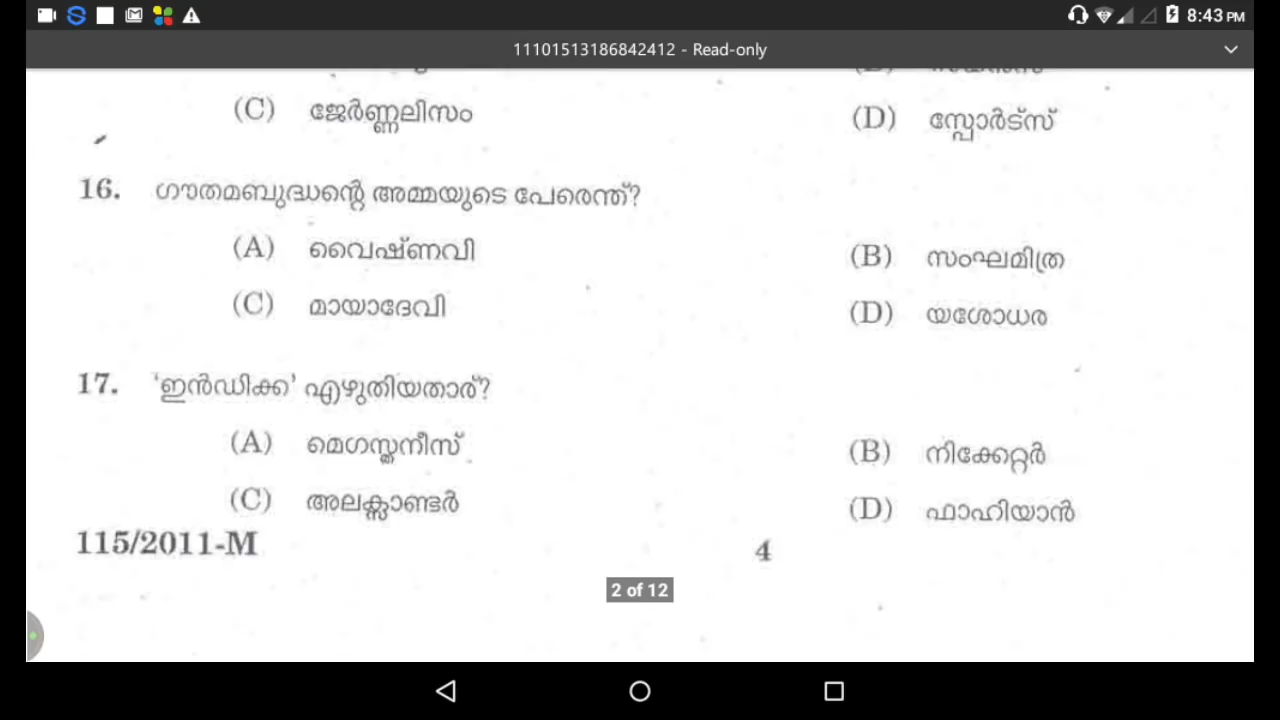 8:43 PM
11101513186842412 - Read-only
(C) ജേർണ്ണലിസം (D) സ്പോർട്സ്
16. ഗൗതമബുദ്ധന്റെ അമ്മയുടെ പേരെന്ത്?
(A) വൈഷ്ണവി (B) സംഘമിത്ര
(C) മായാദേവി (D) യശോധര
17. 'ഇൻഡിക്ക' എഴുതിയതാര്?
(A) മെഗസ്തനീസ് (B) നിക്കേറ്റർ
(C) അലക്സാണ്ടർ (D) ഫാഹിയാൻ
115/2011-M 4
2 of 12